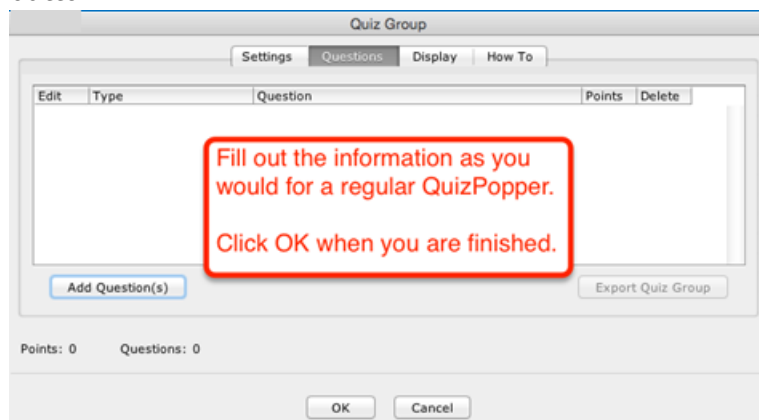 Quiz Group
Settings Questions Display How To
Edit Type Question Points Delete
Fill out the information as you
would for a regular QuizPopper.
Click OK when you are finished.
Add Question(s) Export Quiz Group
Points: 0 Questions: 0
OK Cancel